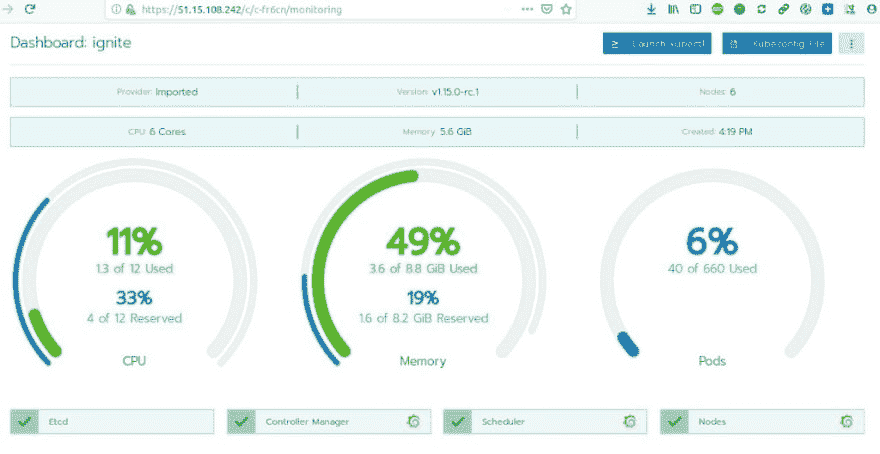 https://51.15.108.242/c/c-fr6cn/monitoring
Dashboard: ignite
Launch kubectl
Kubeconfig File
Provider: Imported
Version: v1.15.0-rc.1
Nodes: 6
CPU: 6 Cores
Memory: 5.6 GiB
Created: 4:19 PM
11%
1.3 of 12 Used
33%
4 of 12 Reserved
CPU
49%
3.6 of 8.8 GiB Used
19%
1.6 of 8.2 GiB Reserved
Memory
6%
40 of 660 Used
Pods
Etcd
Controller Manager
Scheduler
Nodes